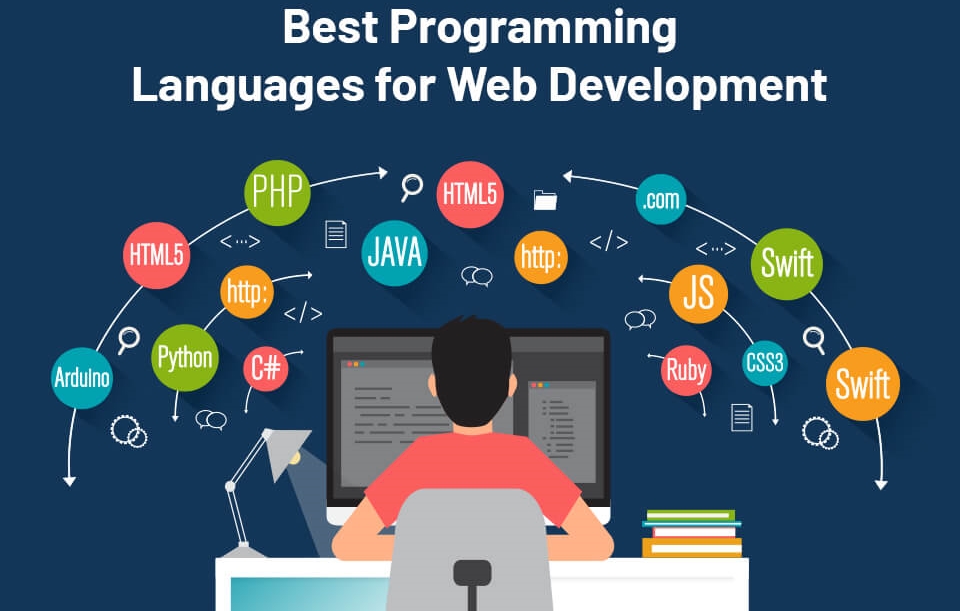 Best Programming
Languages for Web Development
PHP
HTML5
.com
HTML5
JAVA
http:
Swift
http:
JS
Python
C#
Ruby
CSS3
Arduino
Swift